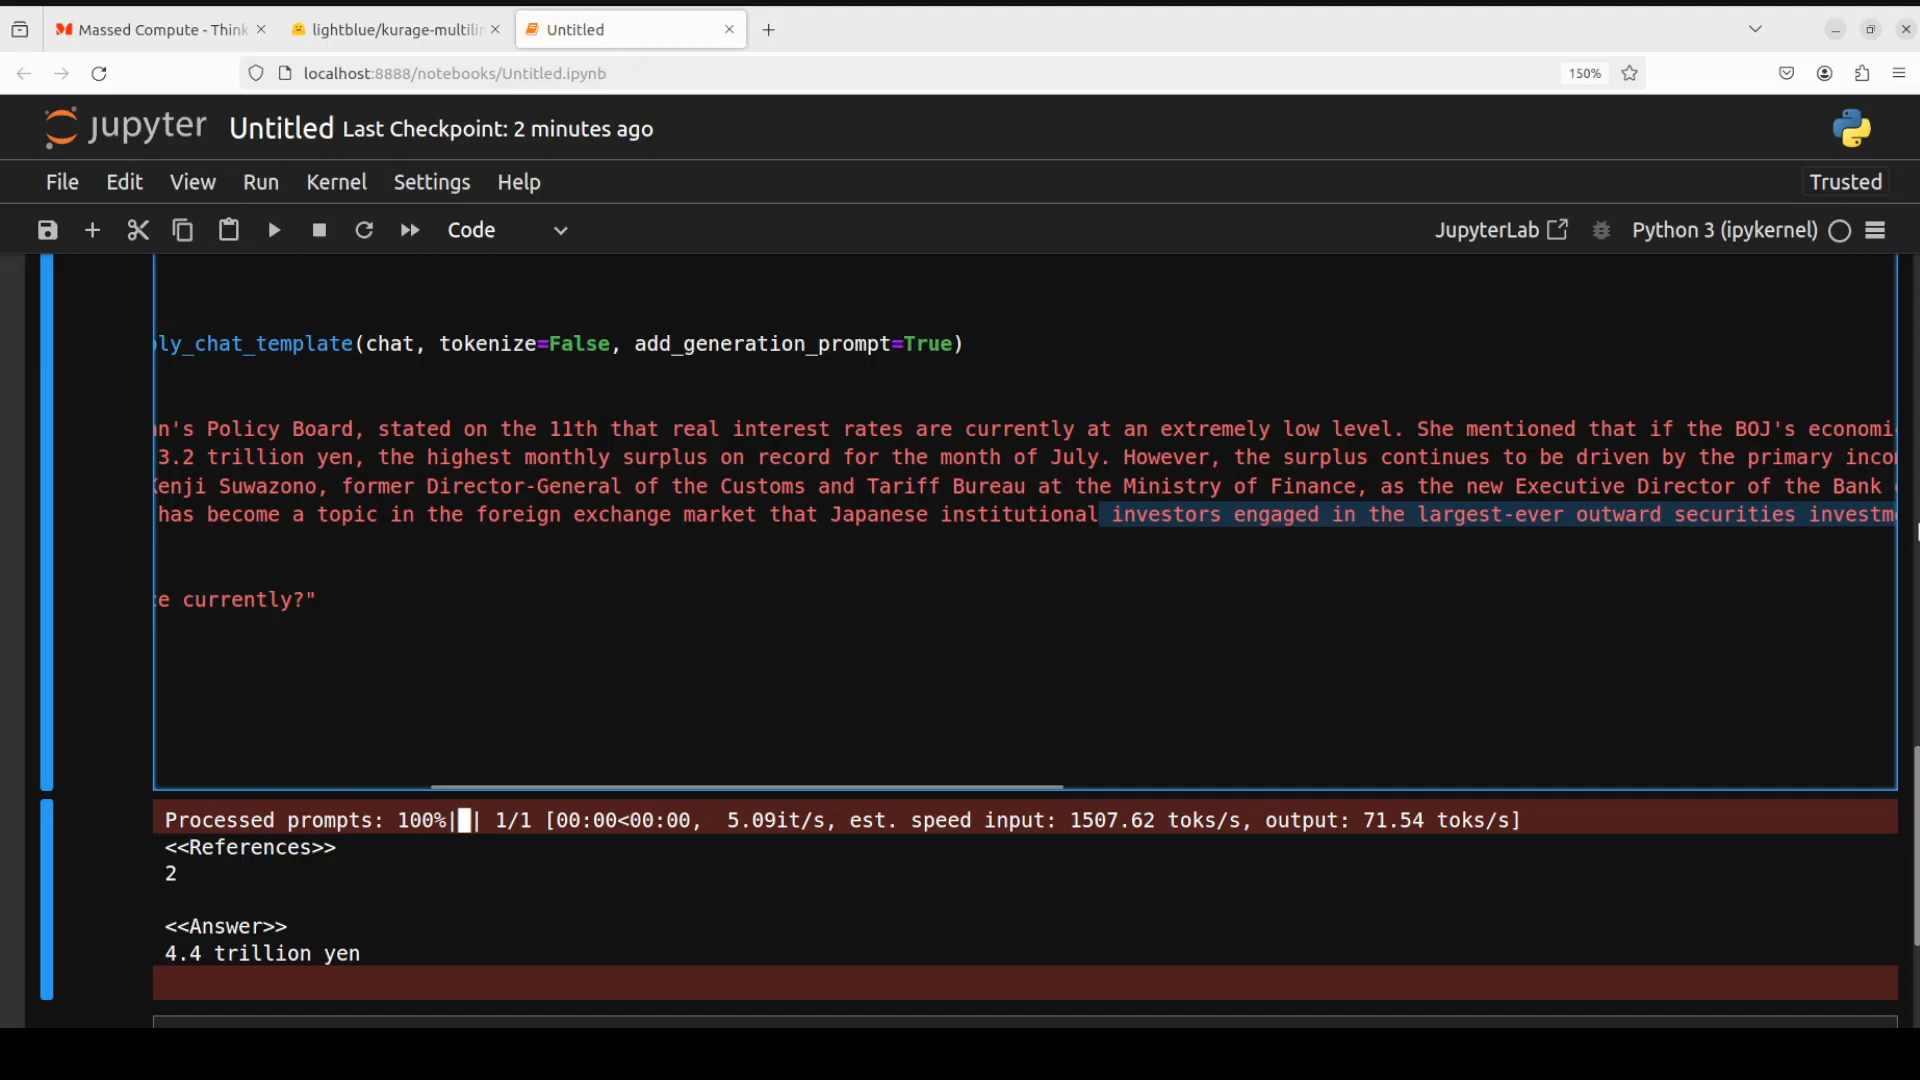 Massed Compute - Think
lightblue/kurage-multilin
Untitled
localhost:8888/notebooks/Untitled.ipynb
150%
jupyter Untitled Last Checkpoint: 2 minutes ago
File Edit View Run Kernel Settings Help
Trusted
Code
JupyterLab
Python 3 (ipykernel)
ply_chat_template(chat, tokenize=False, add_generation_prompt=True)
an's Policy Board, stated on the 11th that real interest rates are currently at an extremely low level. She mentioned that if the BOJ's economi
3.2 trillion yen, the highest monthly surplus on record for the month of July. However, the surplus continues to be driven by the primary inco
Kenji Suwazono, former Director-General of the Customs and Tariff Bureau at the Ministry of Finance, as the new Executive Director of the Bank
has become a topic in the foreign exchange market that Japanese institutional investors engaged in the largest-ever outward securities investm
ce currently?"
Processed prompts: 100%|█| 1/1 [00:00<00:00, 5.09it/s, est. speed input: 1507.62 toks/s, output: 71.54 toks/s]
<<References>>
2
<<Answer>>
4.4 trillion yen